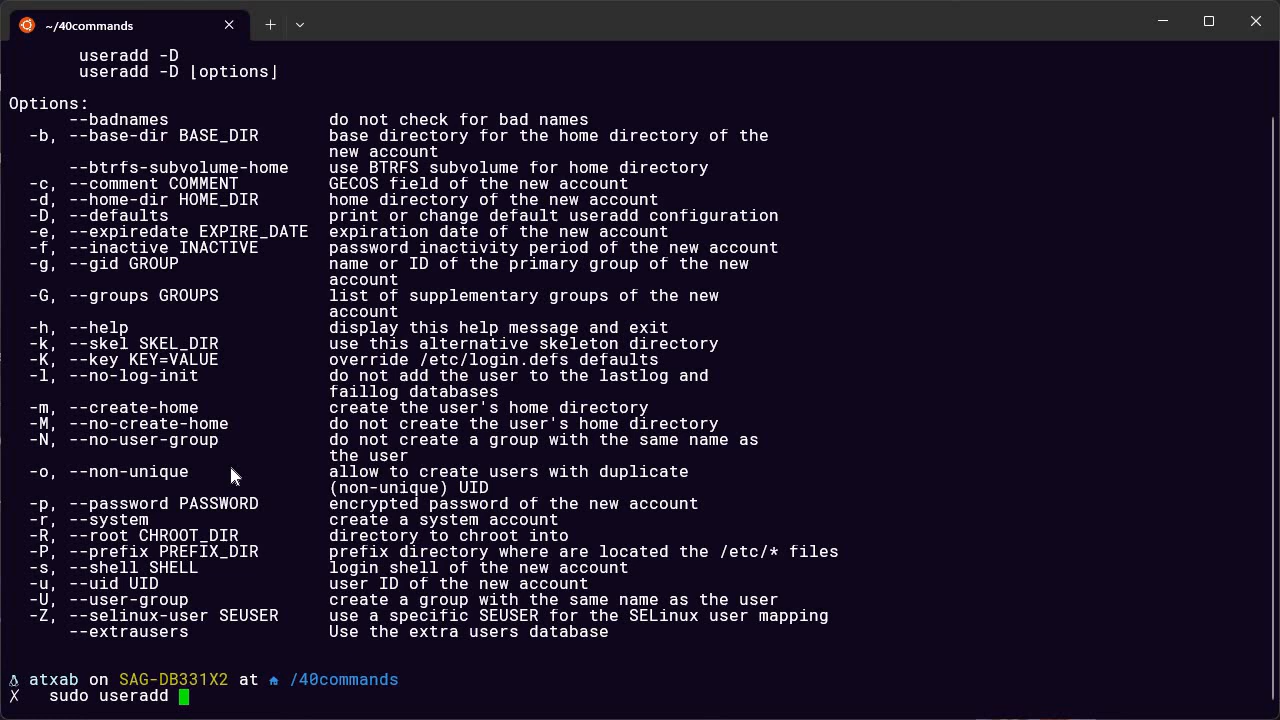 ~/40commands
useradd -D
useradd -D [options]
Options:
--badnames do not check for bad names
-b, --base-dir BASE_DIR base directory for the home directory of the
new account
--btrfs-subvolume-home use BTRFS subvolume for home directory
-c, --comment COMMENT GECOS field of the new account
-d, --home-dir HOME_DIR home directory of the new account
-D, --defaults print or change default useradd configuration
-e, --expiredate EXPIRE_DATE expiration date of the new account
-f, --inactive INACTIVE password inactivity period of the new account
-g, --gid GROUP name or ID of the primary group of the new
account
-G, --groups GROUPS list of supplementary groups of the new
account
-h, --help display this help message and exit
-k, --skel SKEL_DIR use this alternative skeleton directory
-K, --key KEY=VALUE override /etc/login.defs defaults
-l, --no-log-init do not add the user to the lastlog and
faillog databases
-m, --create-home create the user's home directory
-M, --no-create-home do not create the user's home directory
-N, --no-user-group do not create a group with the same name as
the user
-o, --non-unique allow to create users with duplicate
(non-unique) UID
-p, --password PASSWORD encrypted password of the new account
-r, --system create a system account
-R, --root CHROOT_DIR directory to chroot into
-P, --prefix PREFIX_DIR prefix directory where are located the /etc/* files
-s, --shell SHELL login shell of the new account
-u, --uid UID user ID of the new account
-U, --user-group create a group with the same name as the user
-Z, --selinux-user SEUSER use a specific SEUSER for the SELinux user mapping
--extrausers Use the extra users database
atxab on SAG-DB331X2 at /40commands
X sudo useradd